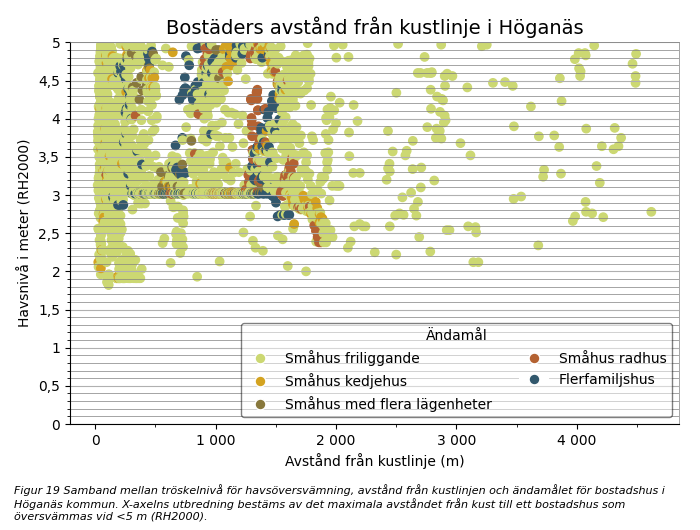 Bostäders avstånd från kustlinje i Höganäs
Havsnivå i meter (RH2000)
5
4,5
4
3,5
3
2,5
2
1,5
1
0,5
0
Ändamål
Småhus friliggande
Småhus kedjehus
Småhus med flera lägenheter
Småhus radhus
Flerfamiljshus
0
1 000
2 000
3 000
4 000
Avstånd från kustlinje (m)
Figur 19 Samband mellan tröskelnivå för havsöversvämning, avstånd från kustlinjen och ändamålet för bostadshus i
Höganäs kommun. X-axelns utbredning bestäms av det maximala avståndet från kust till ett bostadshus som
översvämmas vid <5 m (RH2000).